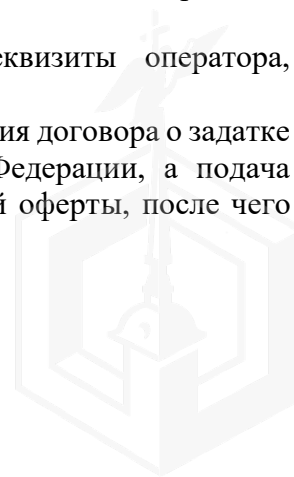 еквизиты оператора,
ия договора о задатке
Федерации, а подача
й оферты, после чего